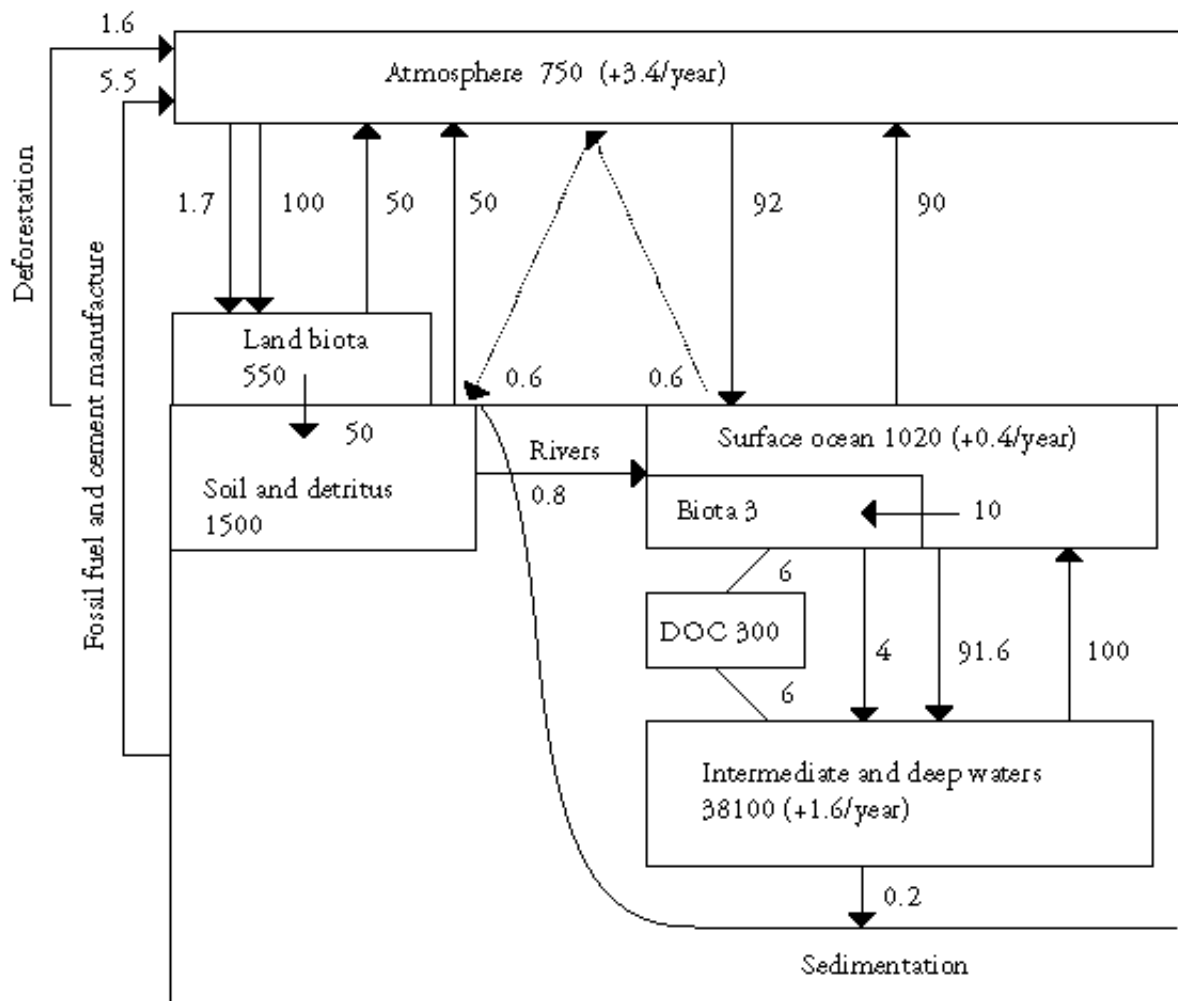 1.6
5.5
Atmosphere 750 (+3.4/year)
Deforestation
Fossil fuel and cement manufacture
1.7
100
50
50
92
90
Land biota
550
50
0.6
0.6
Soil and detritus
1500
Rivers
0.8
Surface ocean 1020 (+0.4/year)
Biota 3
10
6
DOC 300
6
4
91.6
100
Intermediate and deep waters
38100 (+1.6/year)
0.2
Sedimentation